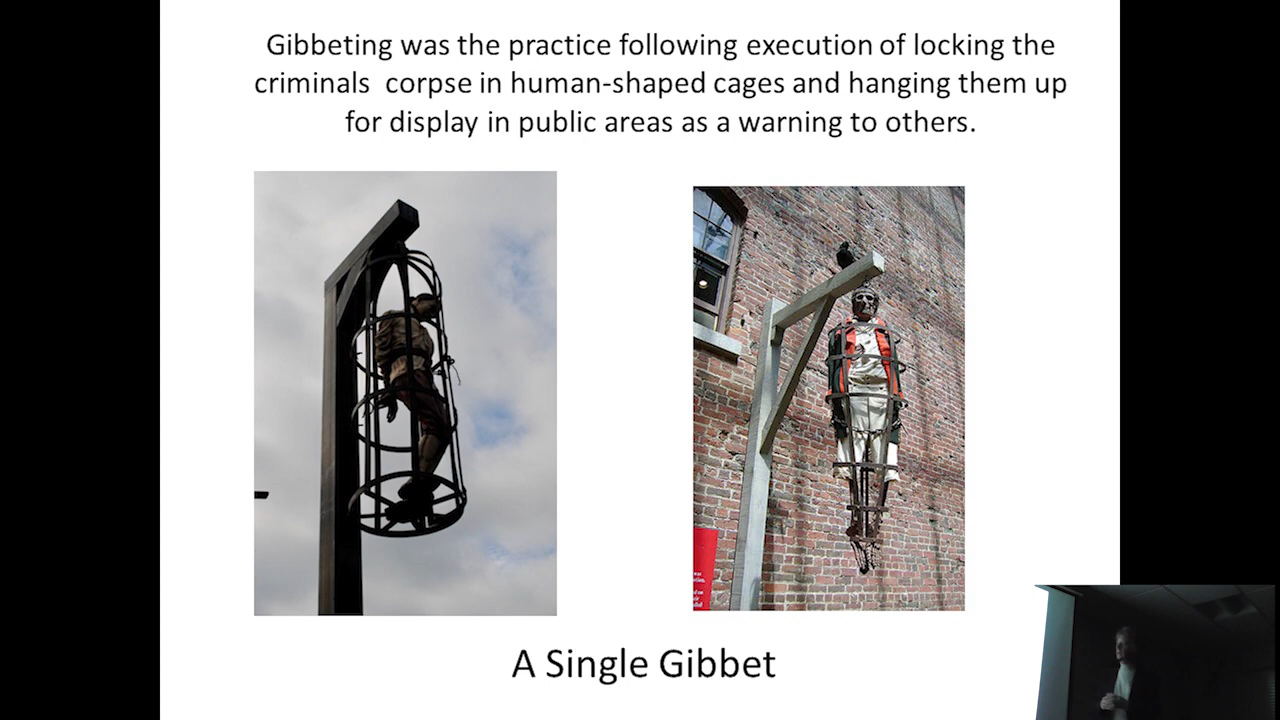 Gibbeting was the practice following execution of locking the
criminals  corpse in human-shaped cages and hanging them up
for display in public areas as a warning to others.
A Single Gibbet